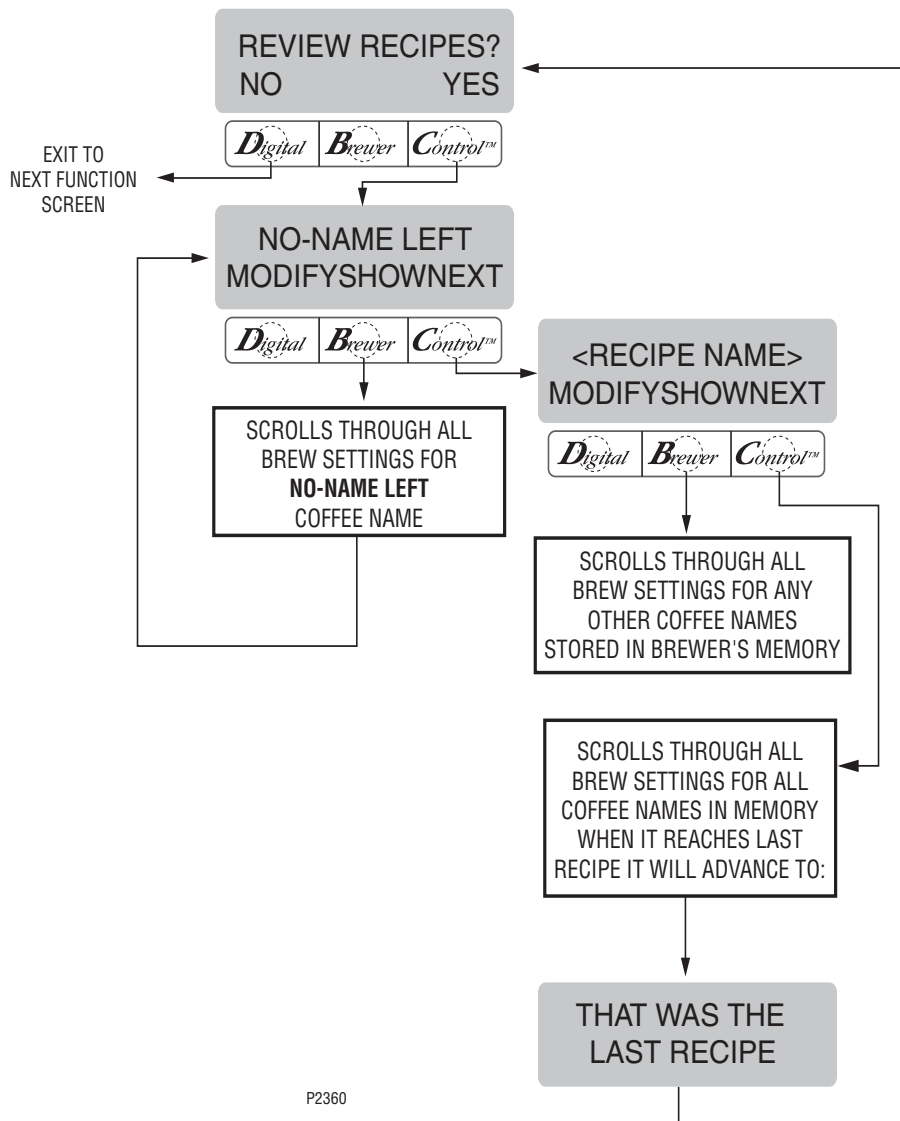 REVIEW RECIPES?
NO YES
Digital Brewer Control™
EXIT TO
NEXT FUNCTION
SCREEN
NO-NAME LEFT
MODIFYSHOWNEXT
Digital Brewer Control™
SCROLLS THROUGH ALL
BREW SETTINGS FOR
NO-NAME LEFT
COFFEE NAME
<RECIPE NAME>
MODIFYSHOWNEXT
Digital Brewer Control™
SCROLLS THROUGH ALL
BREW SETTINGS FOR ANY
OTHER COFFEE NAMES
STORED IN BREWER'S MEMORY
SCROLLS THROUGH ALL
BREW SETTINGS FOR ALL
COFFEE NAMES IN MEMORY
WHEN IT REACHES LAST
RECIPE IT WILL ADVANCE TO:
THAT WAS THE
LAST RECIPE
P2360